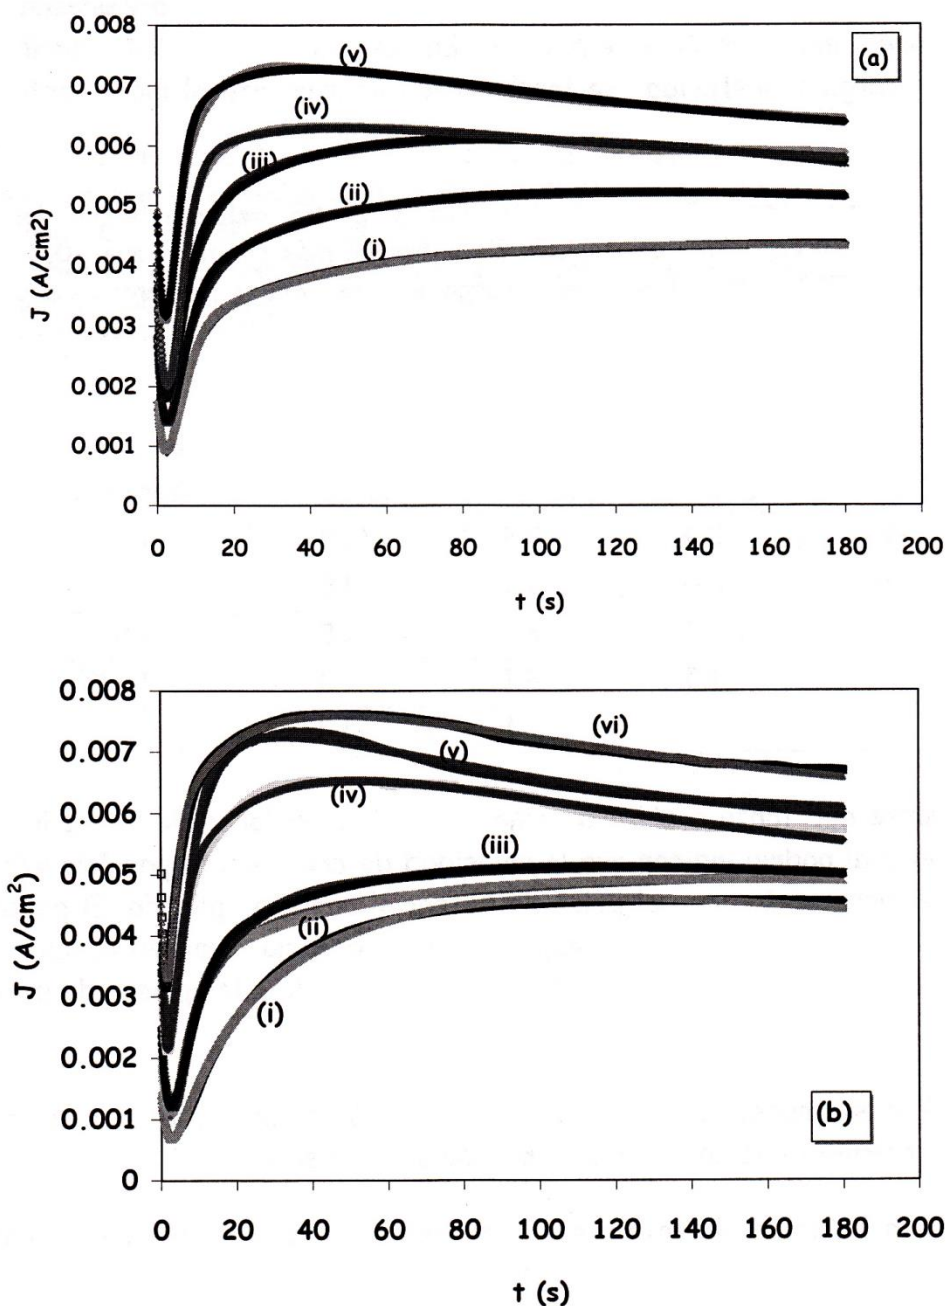 (a)
0.008
0.007
0.006
0.005
0.004
0.003
0.002
0.001
0
J (A/cm2)
(v)
(iv)
(iii)
(ii)
(i)
0 20 40 60 80 100 120 140 160 180 200
t (s)
0.008
0.007
0.006
0.005
0.004
0.003
0.002
0.001
0
J (A/cm²)
(vi)
(v)
(iv)
(iii)
(ii)
(i)
(b)
0 20 40 60 80 100 120 140 160 180 200
t (s)